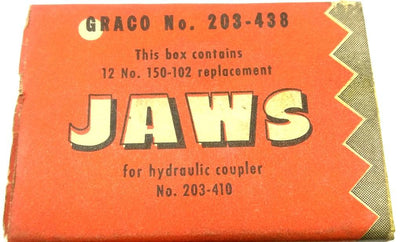 GRACO No. 203-438
This box contains
12 No. 150-102 replacement
JAWS
for hydraulic coupler
No. 203-410